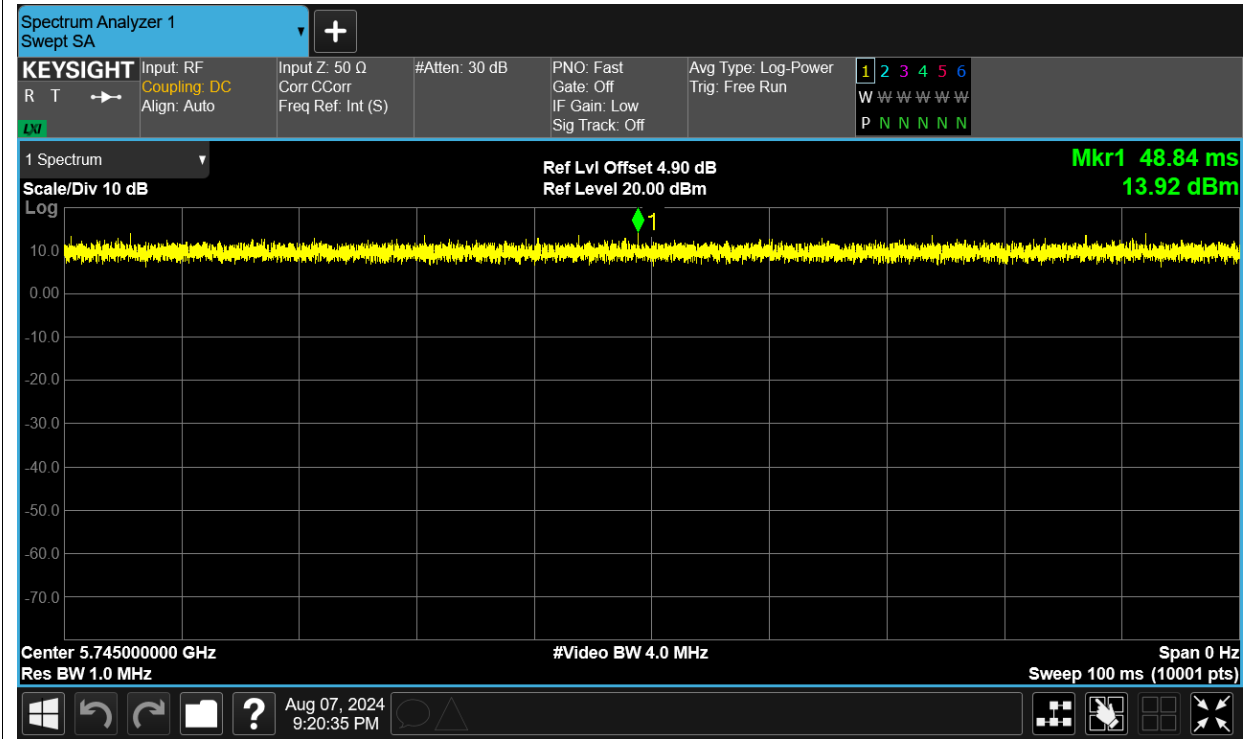 Spectrum Analyzer 1
Swept SA
KEYSIGHT
R T
LXI
Input: RF
Coupling: DC
Align: Auto
Input Z: 50 Ω
Corr CCorr
Freq Ref: Int (S)
#Atten: 30 dB
PNO: Fast
Gate: Off
IF Gain: Low
Sig Track: Off
Avg Type: Log-Power
Trig: Free Run
1 2 3 4 5 6
W W W W W W
P N N N N N
1 Spectrum
Scale/Div 10 dB
Log
Ref Lvl Offset 4.90 dB
Ref Level 20.00 dBm
Mkr1 48.84 ms
13.92 dBm
1
10.0
0.00
-10.0
-20.0
-30.0
-40.0
-50.0
-60.0
-70.0
Center 5.745000000 GHz
Res BW 1.0 MHz
#Video BW 4.0 MHz
Span 0 Hz
Sweep 100 ms (10001 pts)
?
Aug 07, 2024
9:20:35 PM